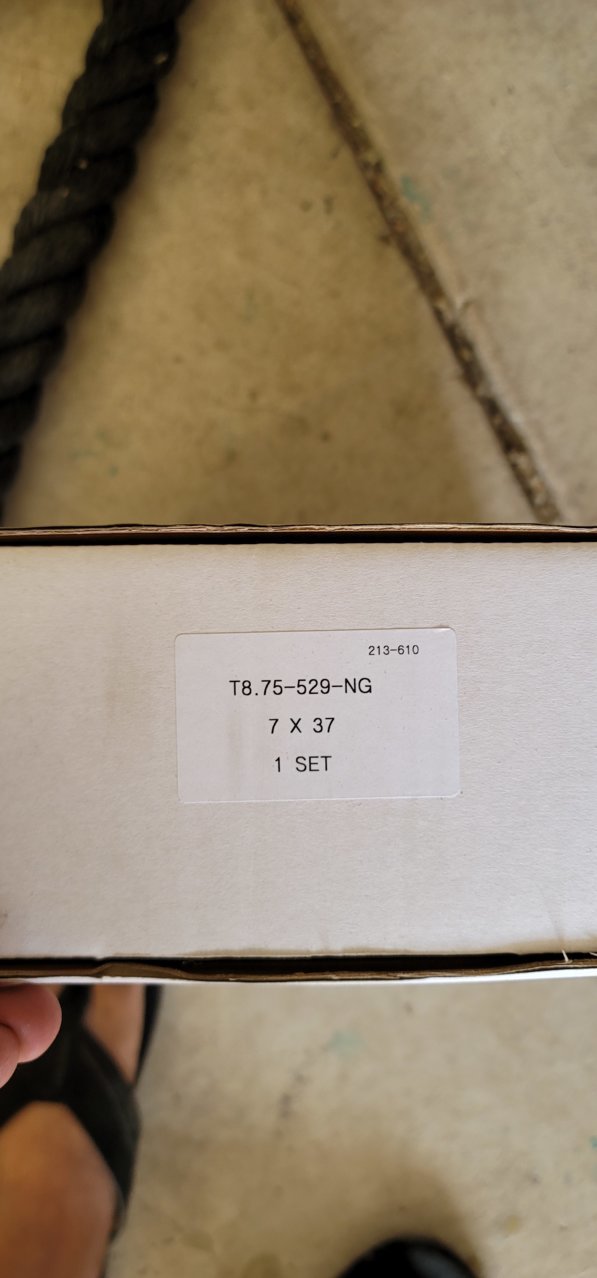 213-610
T8.75-529-NG
7 X 37
1 SET